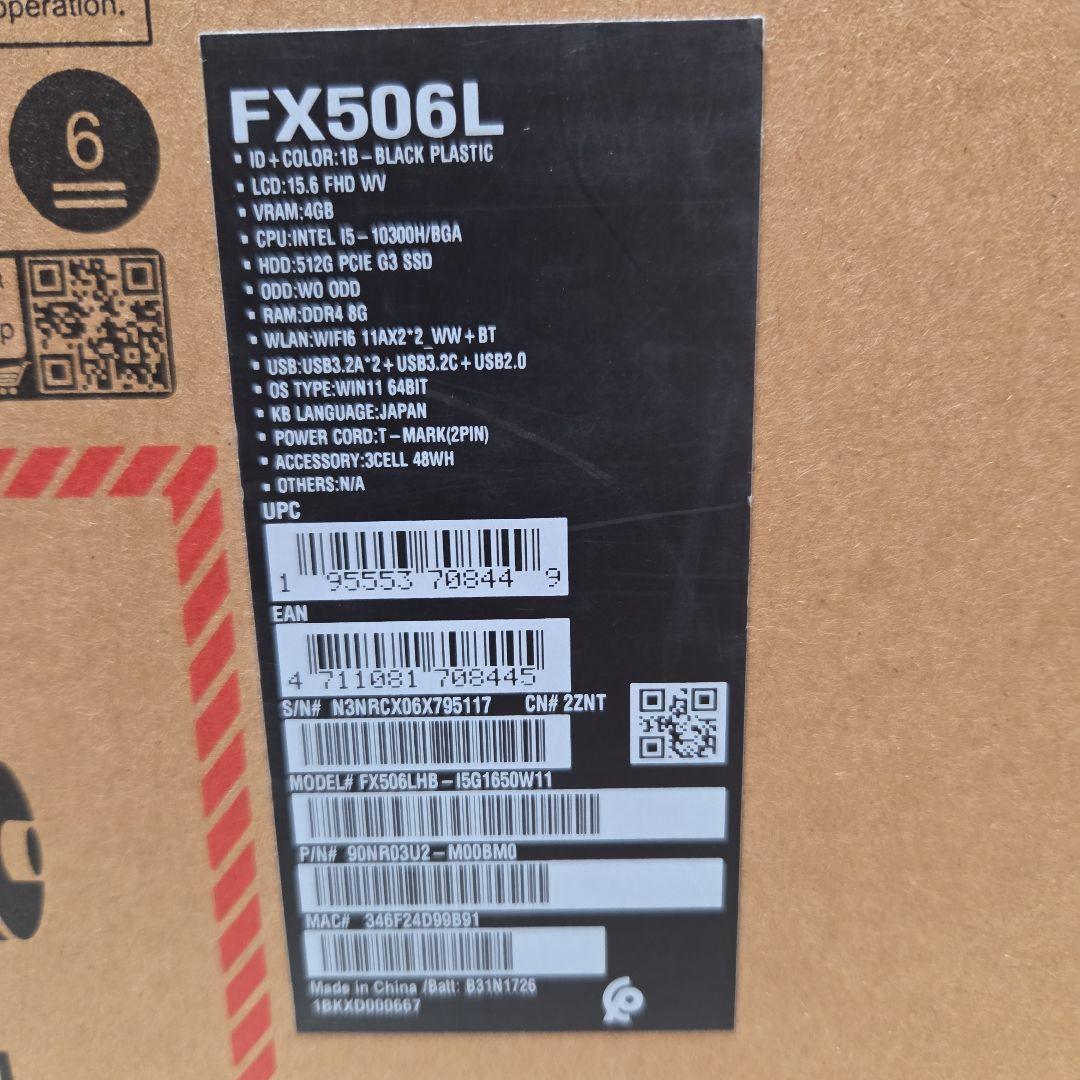 operation.
6
p
FX506L
▪ ID+COLOR:1B-BLACK PLASTIC
▪ LCD:15.6 FHD WV
▪ VRAM:4GB
▪ CPU:INTEL I5-10300H/BGA
▪ HDD:512G PCIE G3 SSD
▪ ODD:WO ODD
▪ RAM:DDR4 8G
▪ WLAN:WIFI6 11AX2*2_WW+BT
▪ USB:USB3.2A*2+USB3.2C+USB2.0
▪ OS TYPE:WIN11 64BIT
▪ KB LANGUAGE:JAPAN
▪ POWER CORD:T-MARK(2PIN)
▪ ACCESSORY:3CELL 48WH
▪ OTHERS:N/A
UPC
1 95553 70844 9
EAN
4 711081 708445
S/N# N3NRCX06X795117 CN# 2ZNT
MODEL# FX506LHB-I5G1650W11
P/N# 90NR03U2-M00BM0
MAC# 346F24D99B91
Made in China /Batt: B31N1726
1BKXD000667